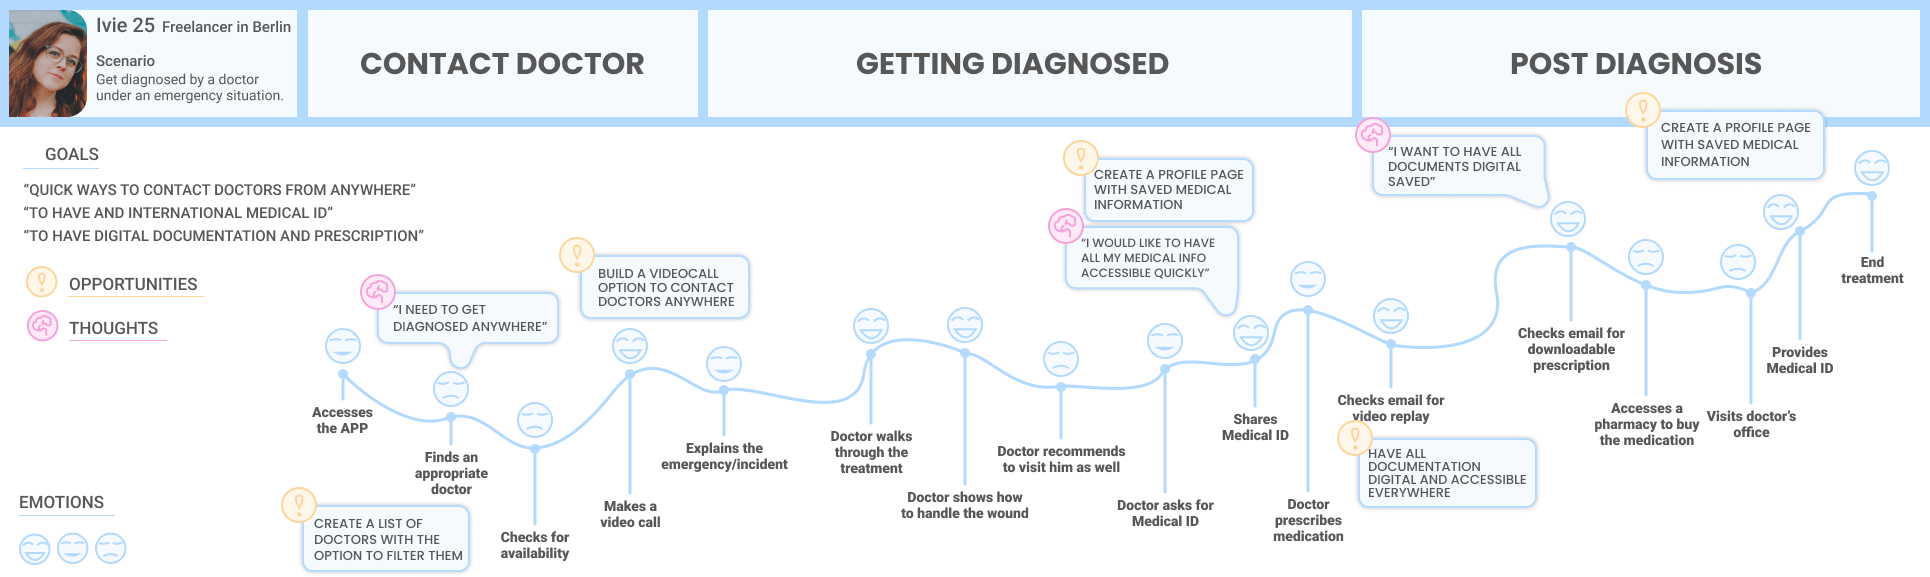 Ivie 25 Freelancer in Berlin
Scenario
Get diagnosed by a doctor
under an emergency situation.
CONTACT DOCTOR
GETTING DIAGNOSED
POST DIAGNOSIS
GOALS
“QUICK WAYS TO CONTACT DOCTORS FROM ANYWHERE”
“TO HAVE AND INTERNATIONAL MEDICAL ID”
“TO HAVE DIGITAL DOCUMENTATION AND PRESCRIPTION”
OPPORTUNITIES
THOUGHTS
EMOTIONS
“I NEED TO GET
DIAGNOSED ANYWHERE”
BUILD A VIDEOCALL
OPTION TO CONTACT
DOCTORS ANYWHERE
CREATE A LIST OF
DOCTORS WITH THE
OPTION TO FILTER THEM
Accesses
the APP
Finds an
appropriate
doctor
Checks for
availability
Makes a
video call
Explains the
emergency/incident
Doctor walks
through the
treatment
Doctor shows how
to handle the wound
Doctor recommends
to visit him as well
CREATE A PROFILE PAGE
WITH SAVED MEDICAL
INFORMATION
“I WOULD LIKE TO HAVE
ALL MY MEDICAL INFO
ACCESSIBLE QUICKLY”
Doctor asks for
Medical ID
Shares
Medical ID
Doctor
prescribes
medication
Checks email for
video replay
HAVE ALL
DOCUMENTATION
DIGITAL AND ACCESSIBLE
EVERYWHERE
“I WANT TO HAVE ALL
DOCUMENTS DIGITAL
SAVED”
Checks email for
downloadable
prescription
Accesses a
pharmacy to buy
the medication
Visits doctor’s
office
CREATE A PROFILE PAGE
WITH SAVED MEDICAL
INFORMATION
Provides
Medical ID
End
treatment